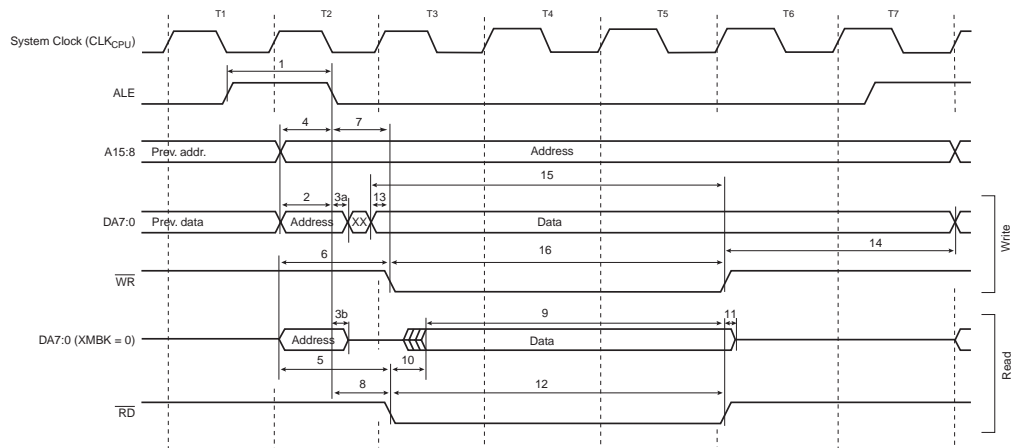 T1 T2 T3 T4 T5 T6 T7
System Clock (CLKCPU)
1
ALE
4 7
A15:8 Prev. addr. Address
15
2 3a 13
DA7:0 Prev. data Address XX Data
14
6 16
WR
Write
3b 9 11
DA7:0 (XMBK = 0) Address Data
5 10
8 12
RD
Read